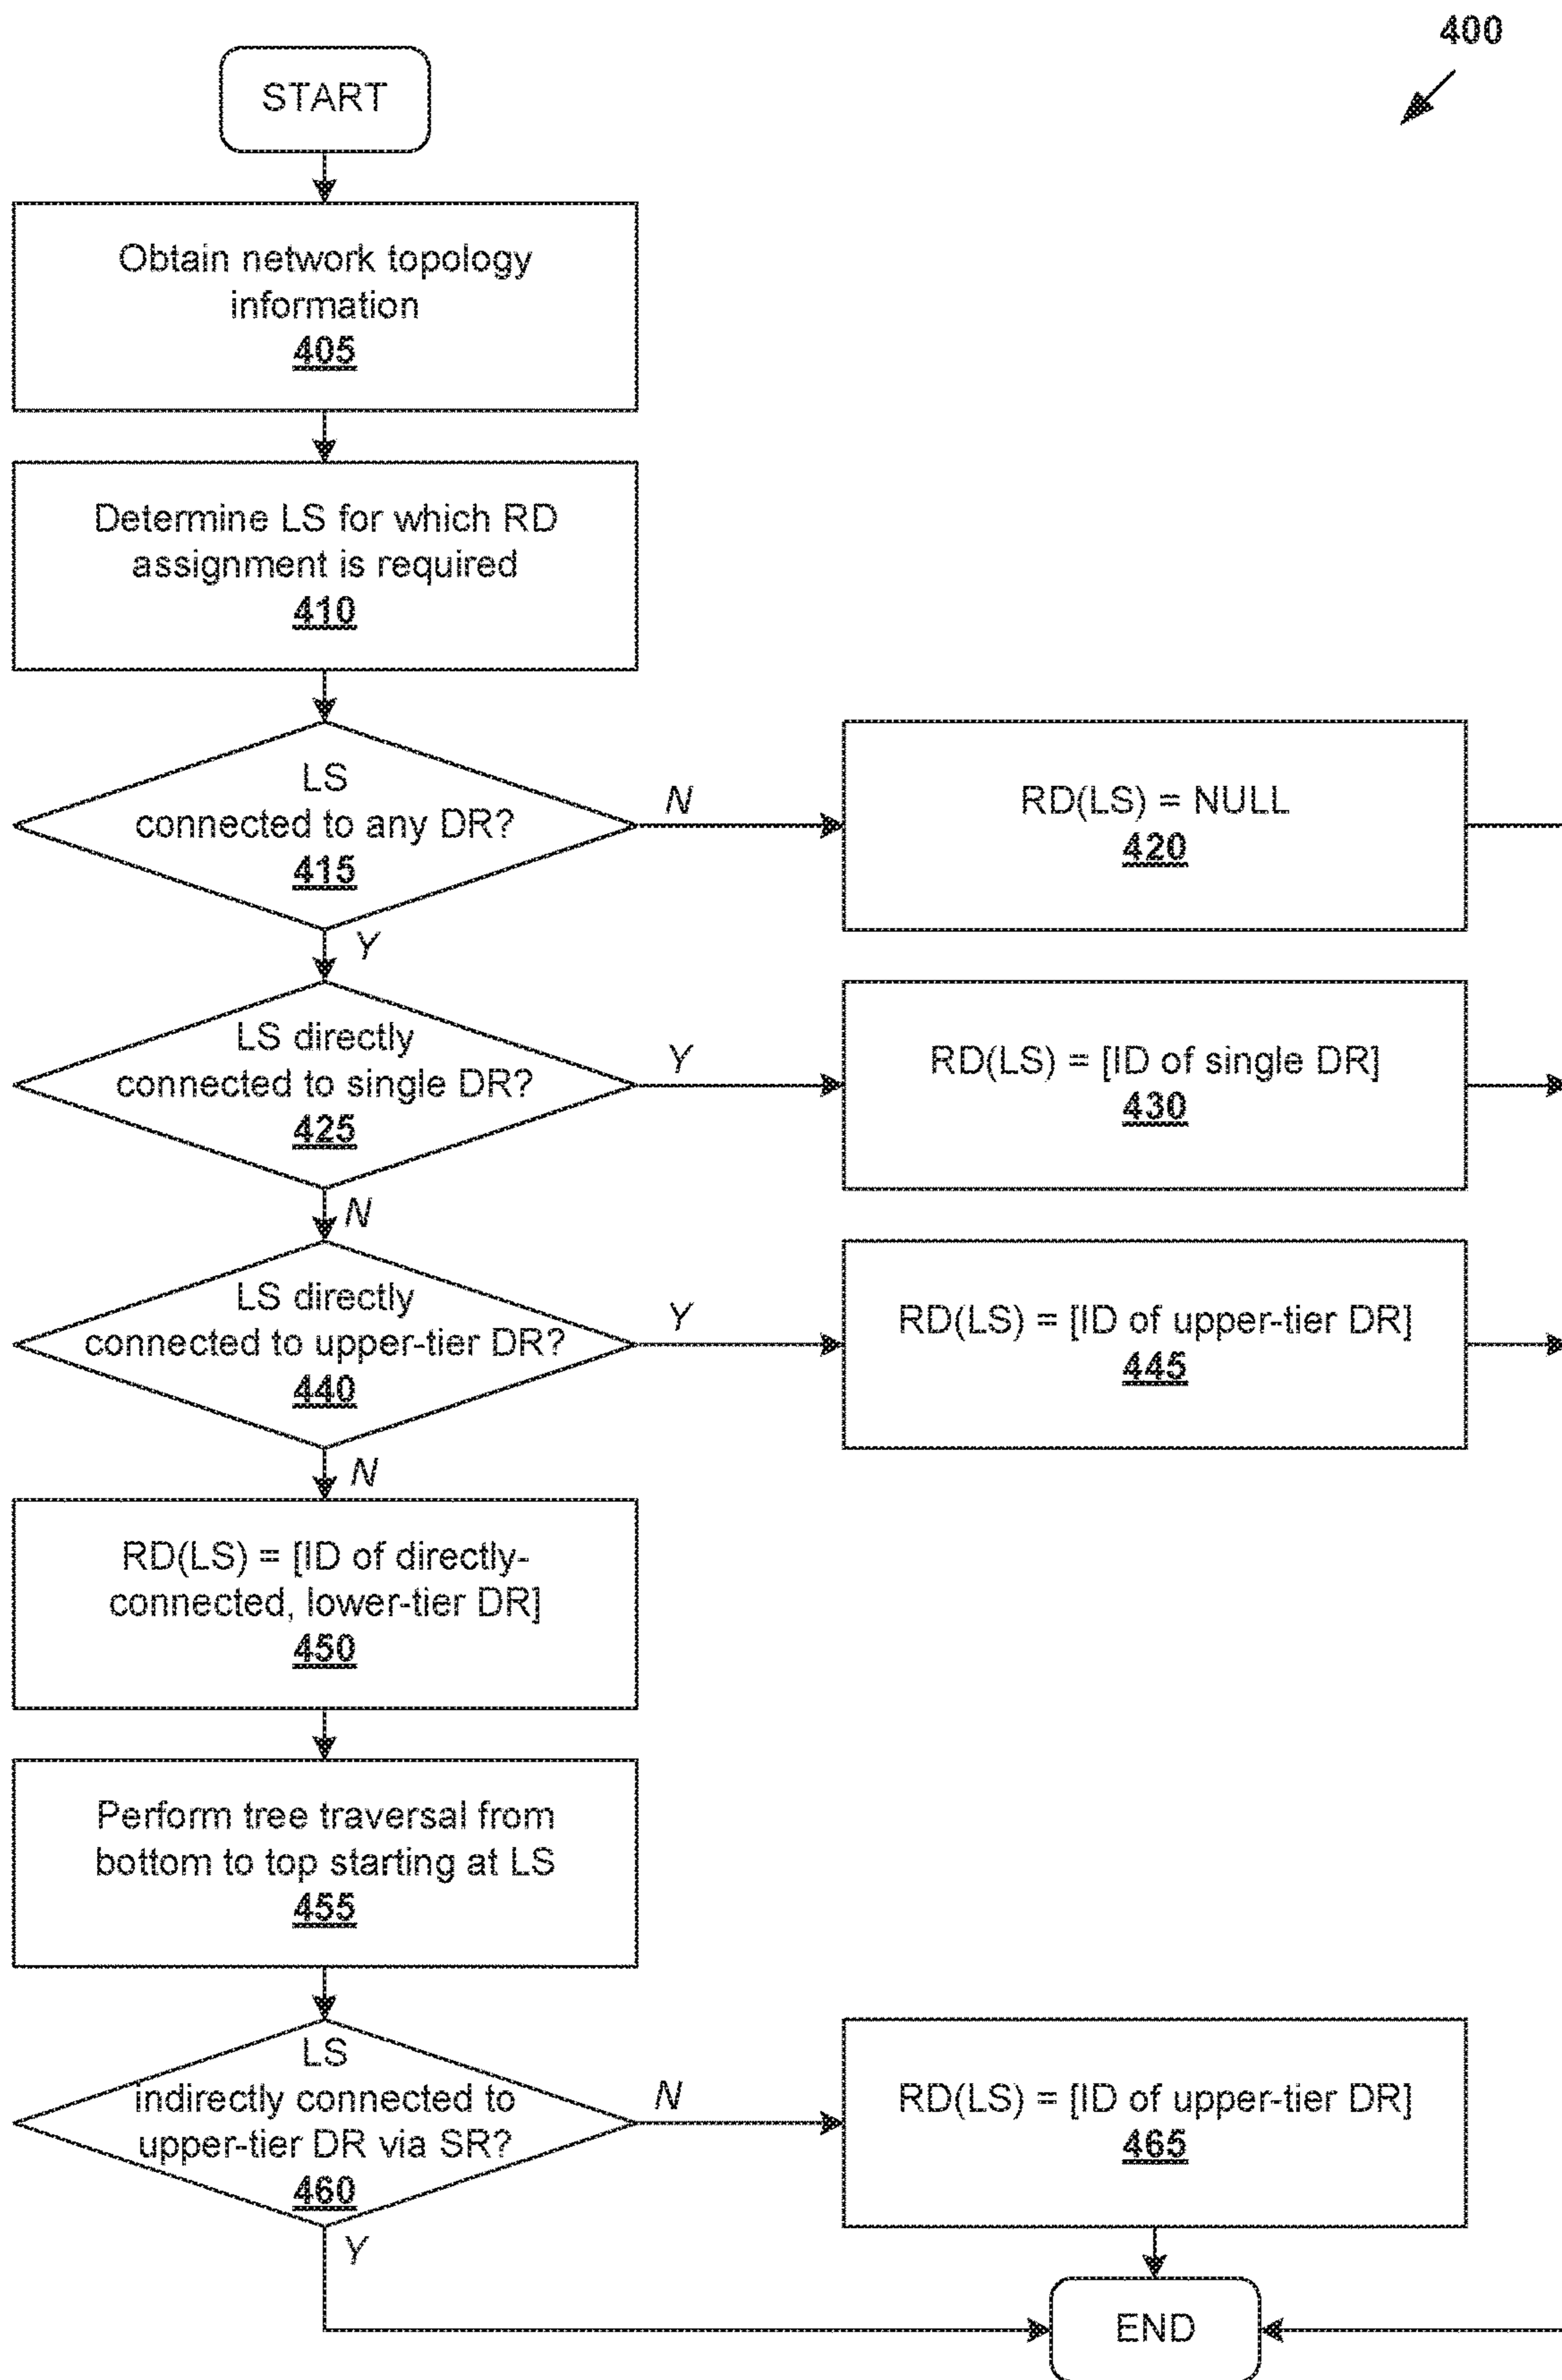 400
START
Obtain network topology
information
405
Determine LS for which RD
assignment is required
410
LS
connected to any DR?
415
N
RD(LS) = NULL
420
Y
LS directly
connected to single DR?
425
Y
RD(LS) = [ID of single DR]
430
N
LS directly
connected to upper-tier DR?
440
Y
RD(LS) = [ID of upper-tier DR]
445
N
RD(LS) = [ID of directly-
connected, lower-tier DR]
450
Perform tree traversal from
bottom to top starting at LS
455
LS
indirectly connected to
upper-tier DR via SR?
460
N
RD(LS) = [ID of upper-tier DR]
465
Y
END